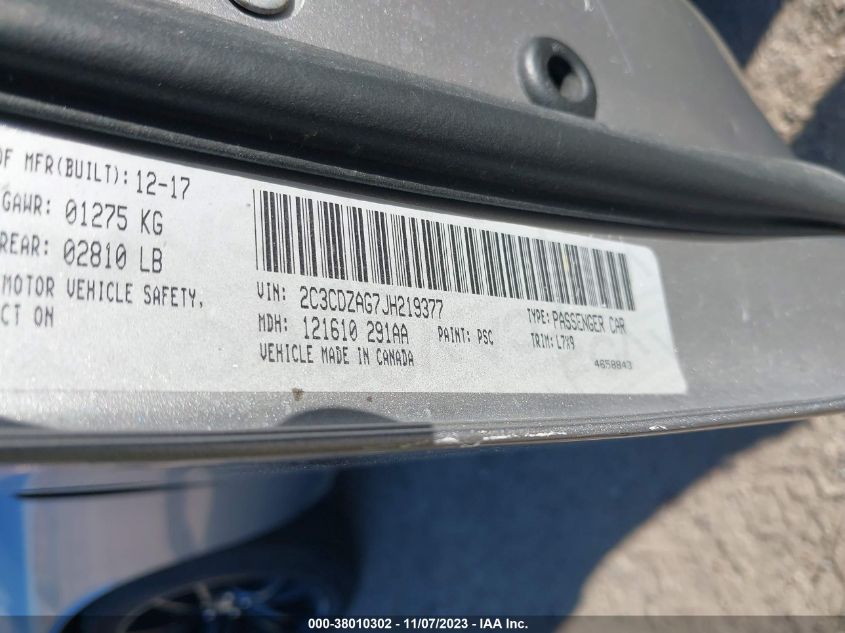 OF MFR(BUILT): 12-17
GAWR: 01275 KG
REAR: 02810 LB
MOTOR VEHICLE SAFETY,
CT ON
VIN: 2C3CDZAG7JH219377
MDH: 121610 291AA PAINT: PSC
VEHICLE MADE IN CANADA
TYPE: PASSENGER CAR
TRIM: L7X9
4658843
000-38010302 - 11/07/2023 - IAA Inc.